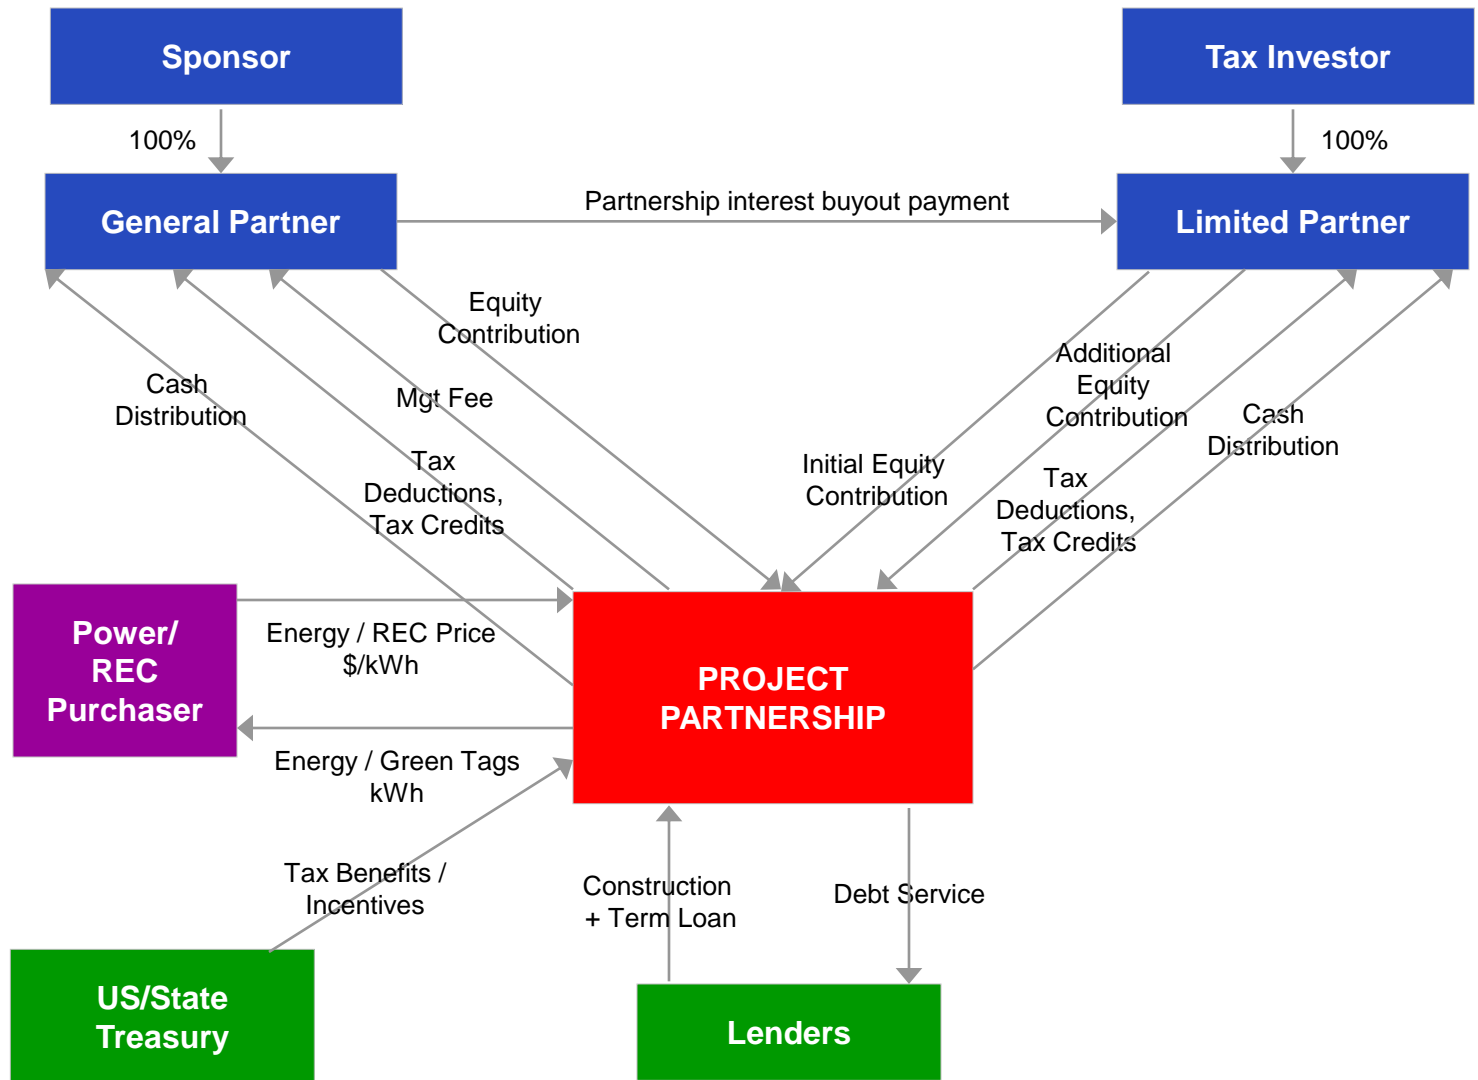 Sponsor
Tax Investor
100%
100%
General Partner
Partnership interest buyout payment
Limited Partner
Equity
Contribution
Cash
Distribution
Mgt Fee
Tax
Deductions,
Tax Credits
Additional
Equity
Contribution
Cash
Distribution
Initial Equity
Contribution
Tax
Deductions,
Tax Credits
Power/
REC
Purchaser
Energy / REC Price
$/kWh
PROJECT
PARTNERSHIP
Energy / Green Tags
kWh
Tax Benefits /
Incentives
Construction
+ Term Loan
Debt Service
US/State
Treasury
Lenders